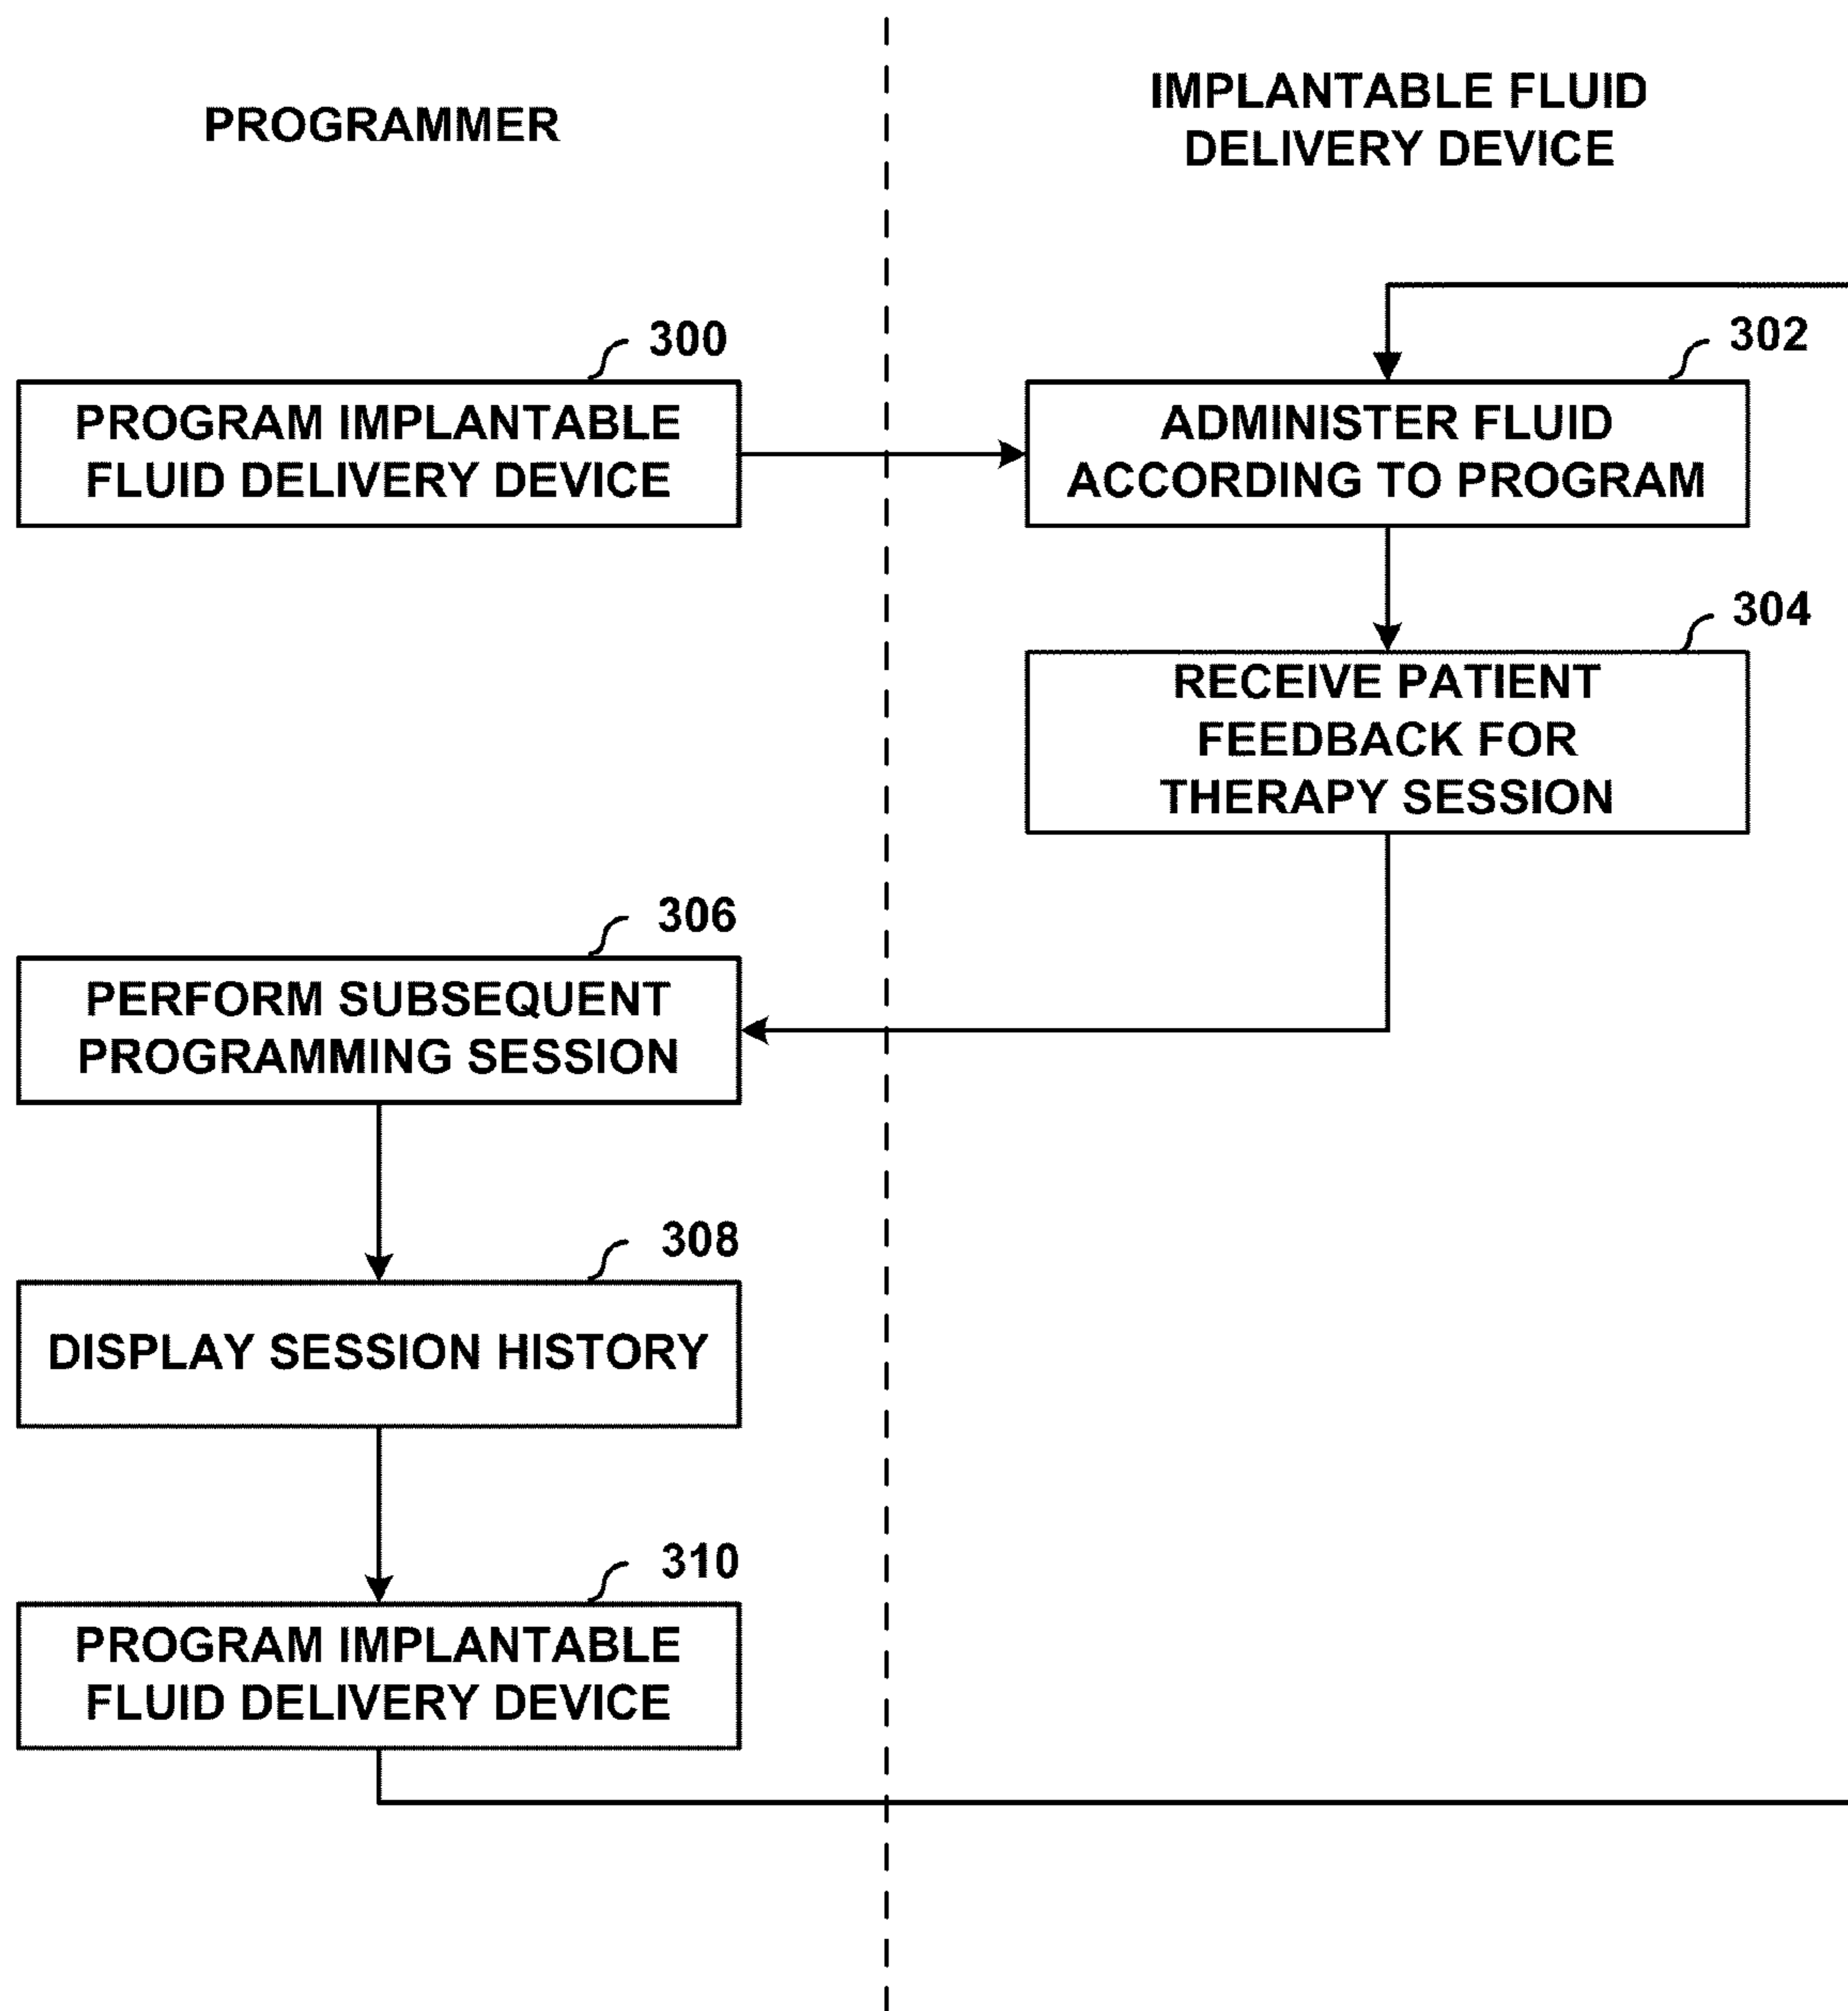 PROGRAMMER
IMPLANTABLE FLUID
DELIVERY DEVICE
300
PROGRAM IMPLANTABLE
FLUID DELIVERY DEVICE
302
ADMINISTER FLUID
ACCORDING TO PROGRAM
304
RECEIVE PATIENT
FEEDBACK FOR
THERAPY SESSION
306
PERFORM SUBSEQUENT
PROGRAMMING SESSION
308
DISPLAY SESSION HISTORY
310
PROGRAM IMPLANTABLE
FLUID DELIVERY DEVICE